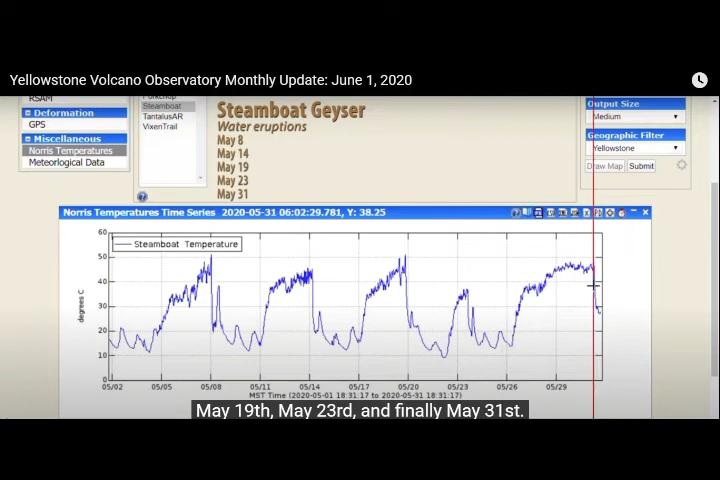 Yellowstone Volcano Observatory Monthly Update: June 1, 2020
RSAM
Deformation
GPS
Miscellaneous
Norris Temperatures
Meteorlogical Data
Porkchop
Steamboat
TantalusAR
VixenTrail
Steamboat Geyser
Water eruptions
May 8
May 14
May 19
May 23
May 31
Output Size
Medium
Geographic Filter
Yellowstone
Draw Map Submit
Norris Temperatures Time Series 2020-05-31 06:02:29.781, Y: 38.25
Steamboat Temperature
degrees C
60
50
40
30
20
10
0
05/02 05/05 05/08 05/11 05/14 05/17 05/20 05/23 05/26 05/29
MST Time (2020-05-01 18:31:17 to 2020-05-31 18:31:17)
May 19th, May 23rd, and finally May 31st.